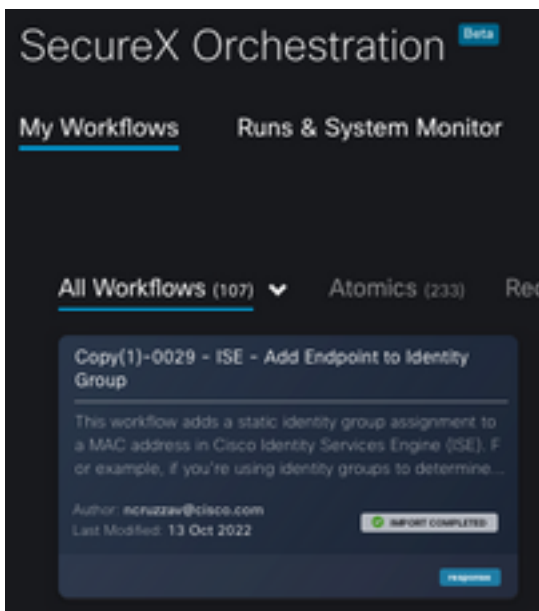 SecureX Orchestration Beta
My Workflows Runs & System Monitor
All Workflows (107) Atomics (233) Rec
Copy(1)-0029 - ISE - Add Endpoint to Identity
Group
This workflow adds a static identity group assignment to
a MAC address in Cisco Identity Services Engine (ISE). F
or example, if you're using identity groups to determine...
Author: ncruzzav@cisco.com
Last Modified: 13 Oct 2022
IMPORT COMPLETED
response